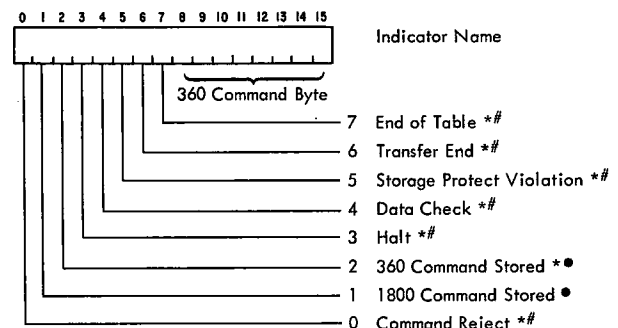 0 1 2 3 4 5 6 7 8 9 10 11 12 13 14 15
Indicator Name
360 Command Byte
7 End of Table *#
6 Transfer End *#
5 Storage Protect Violation *#
4 Data Check *#
3 Halt *#
2 360 Command Stored *●
1 1800 Command Stored ●
0 Command Reject *#